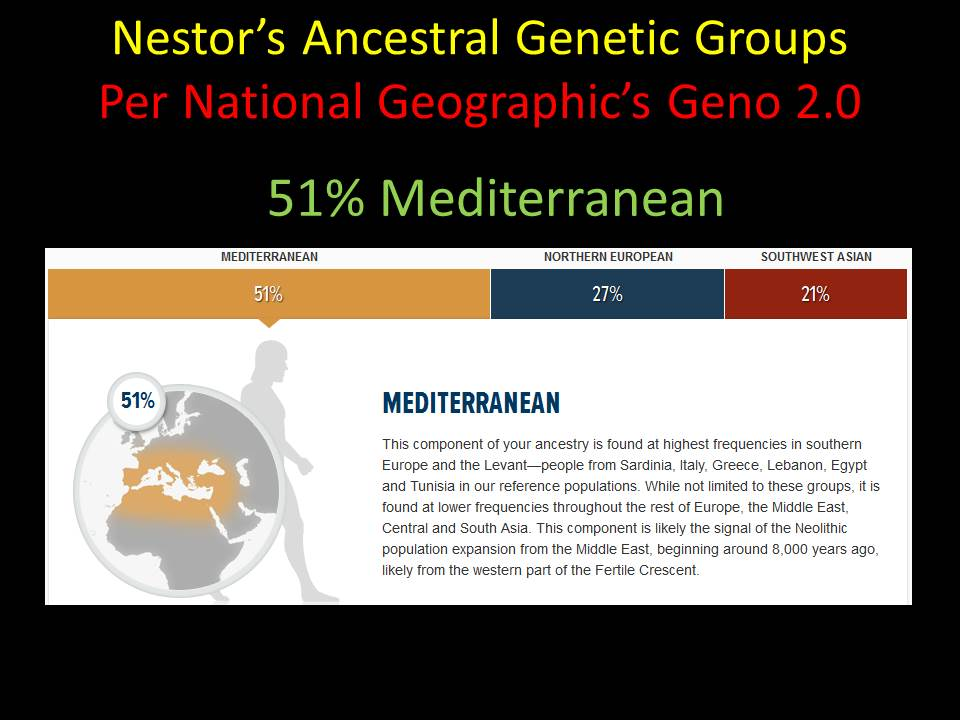 Nestor’s Ancestral Genetic Groups
Per National Geographic’s Geno 2.0
51% Mediterranean
MEDITERRANEAN NORTHERN EUROPEAN SOUTHWEST ASIAN
51% 27% 21%
51%
MEDITERRANEAN
This component of your ancestry is found at highest frequencies in southern
Europe and the Levant—people from Sardinia, Italy, Greece, Lebanon, Egypt
and Tunisia in our reference populations. While not limited to these groups, it is
found at lower frequencies throughout the rest of Europe, the Middle East,
Central and South Asia. This component is likely the signal of the Neolithic
population expansion from the Middle East, beginning around 8,000 years ago,
likely from the western part of the Fertile Crescent.